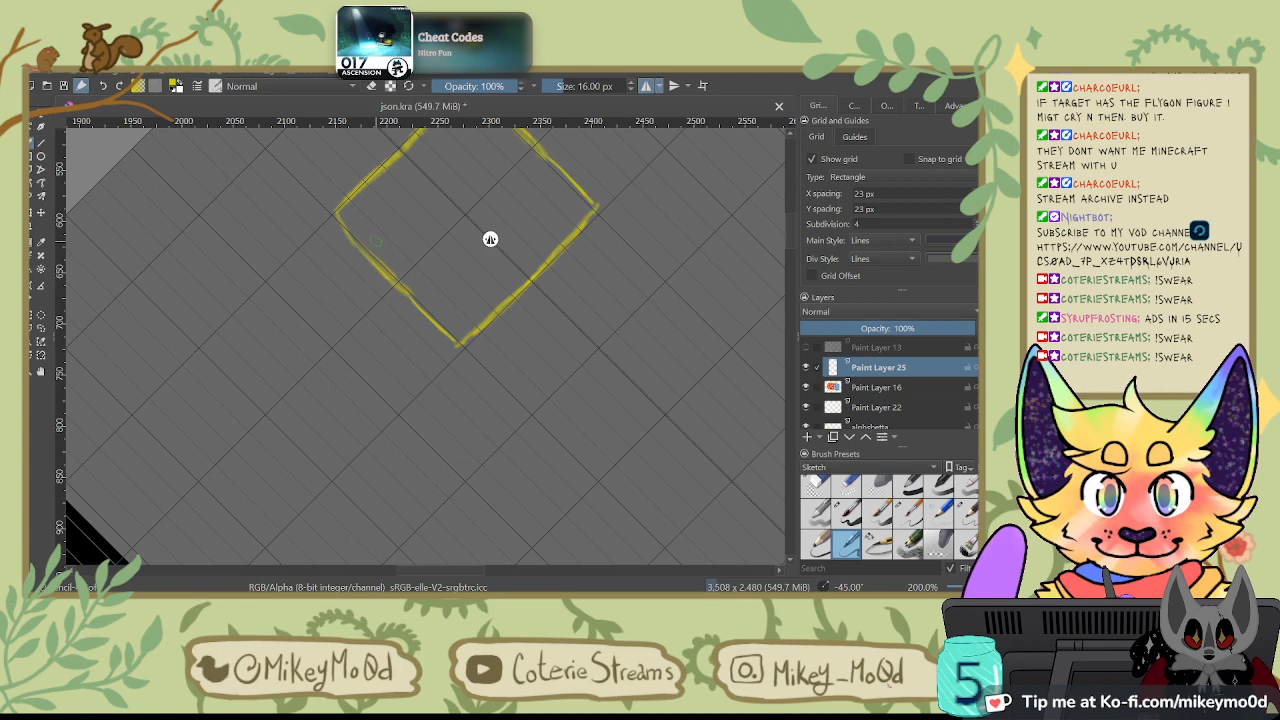 Cheat Codes
Nitro Fun
017
ASCENSION
Normal
Opacity: 100%
Size: 16.00 px
json.kra (549.7 MiB) *
1900 1950 2000 2050 2100 2150 2200 2250 2300 2350 2400 2450 2500 2550
Gri... C... O... T... Adva
Grid and Guides
Grid Guides
Show grid Snap to grid
Type: Rectangle
X spacing: 23 px
Y spacing: 23 px
Subdivision: 4
Main Style: Lines
Div Style: Lines
Grid Offset
Layers
Normal
Opacity: 100%
Paint Layer 13
Paint Layer 25
Paint Layer 16
Paint Layer 22
Brush Presets
Sketch Tag
Search
RGB/Alpha (8-bit integer/channel) sRGB-elle-V2-srgbtrc.icc
3,508 x 2,480 (549.7 MiB) -45.00° 200.0%
CHARCOEURL:
IF TARGET HAS THE FLYGON FIGURE I
MIGT CRY N THEN. BUY IT.
CHARCOEURL:
THEY DONT WANT ME MINECRAFT
STREAM WITH U
CHARCOEURL:
STREAM ARCHIVE INSTEAD
NIGHTBOT:
SUBSCRIBE TO MY VOD CHANNE
COTERIESTREAMS: !SWEAR
COTERIESTREAMS: !SWEAR
SYRUPFROSTING: ADS IN 15 SECS
COTERIESTREAMS: !SWEAR
COTERIESTREAMS: !SWEAR
@MikeyMo0d
CoterieStreams
Mikey_Mo0d
5
Tip me at Ko-fi.com/mikeymo0d